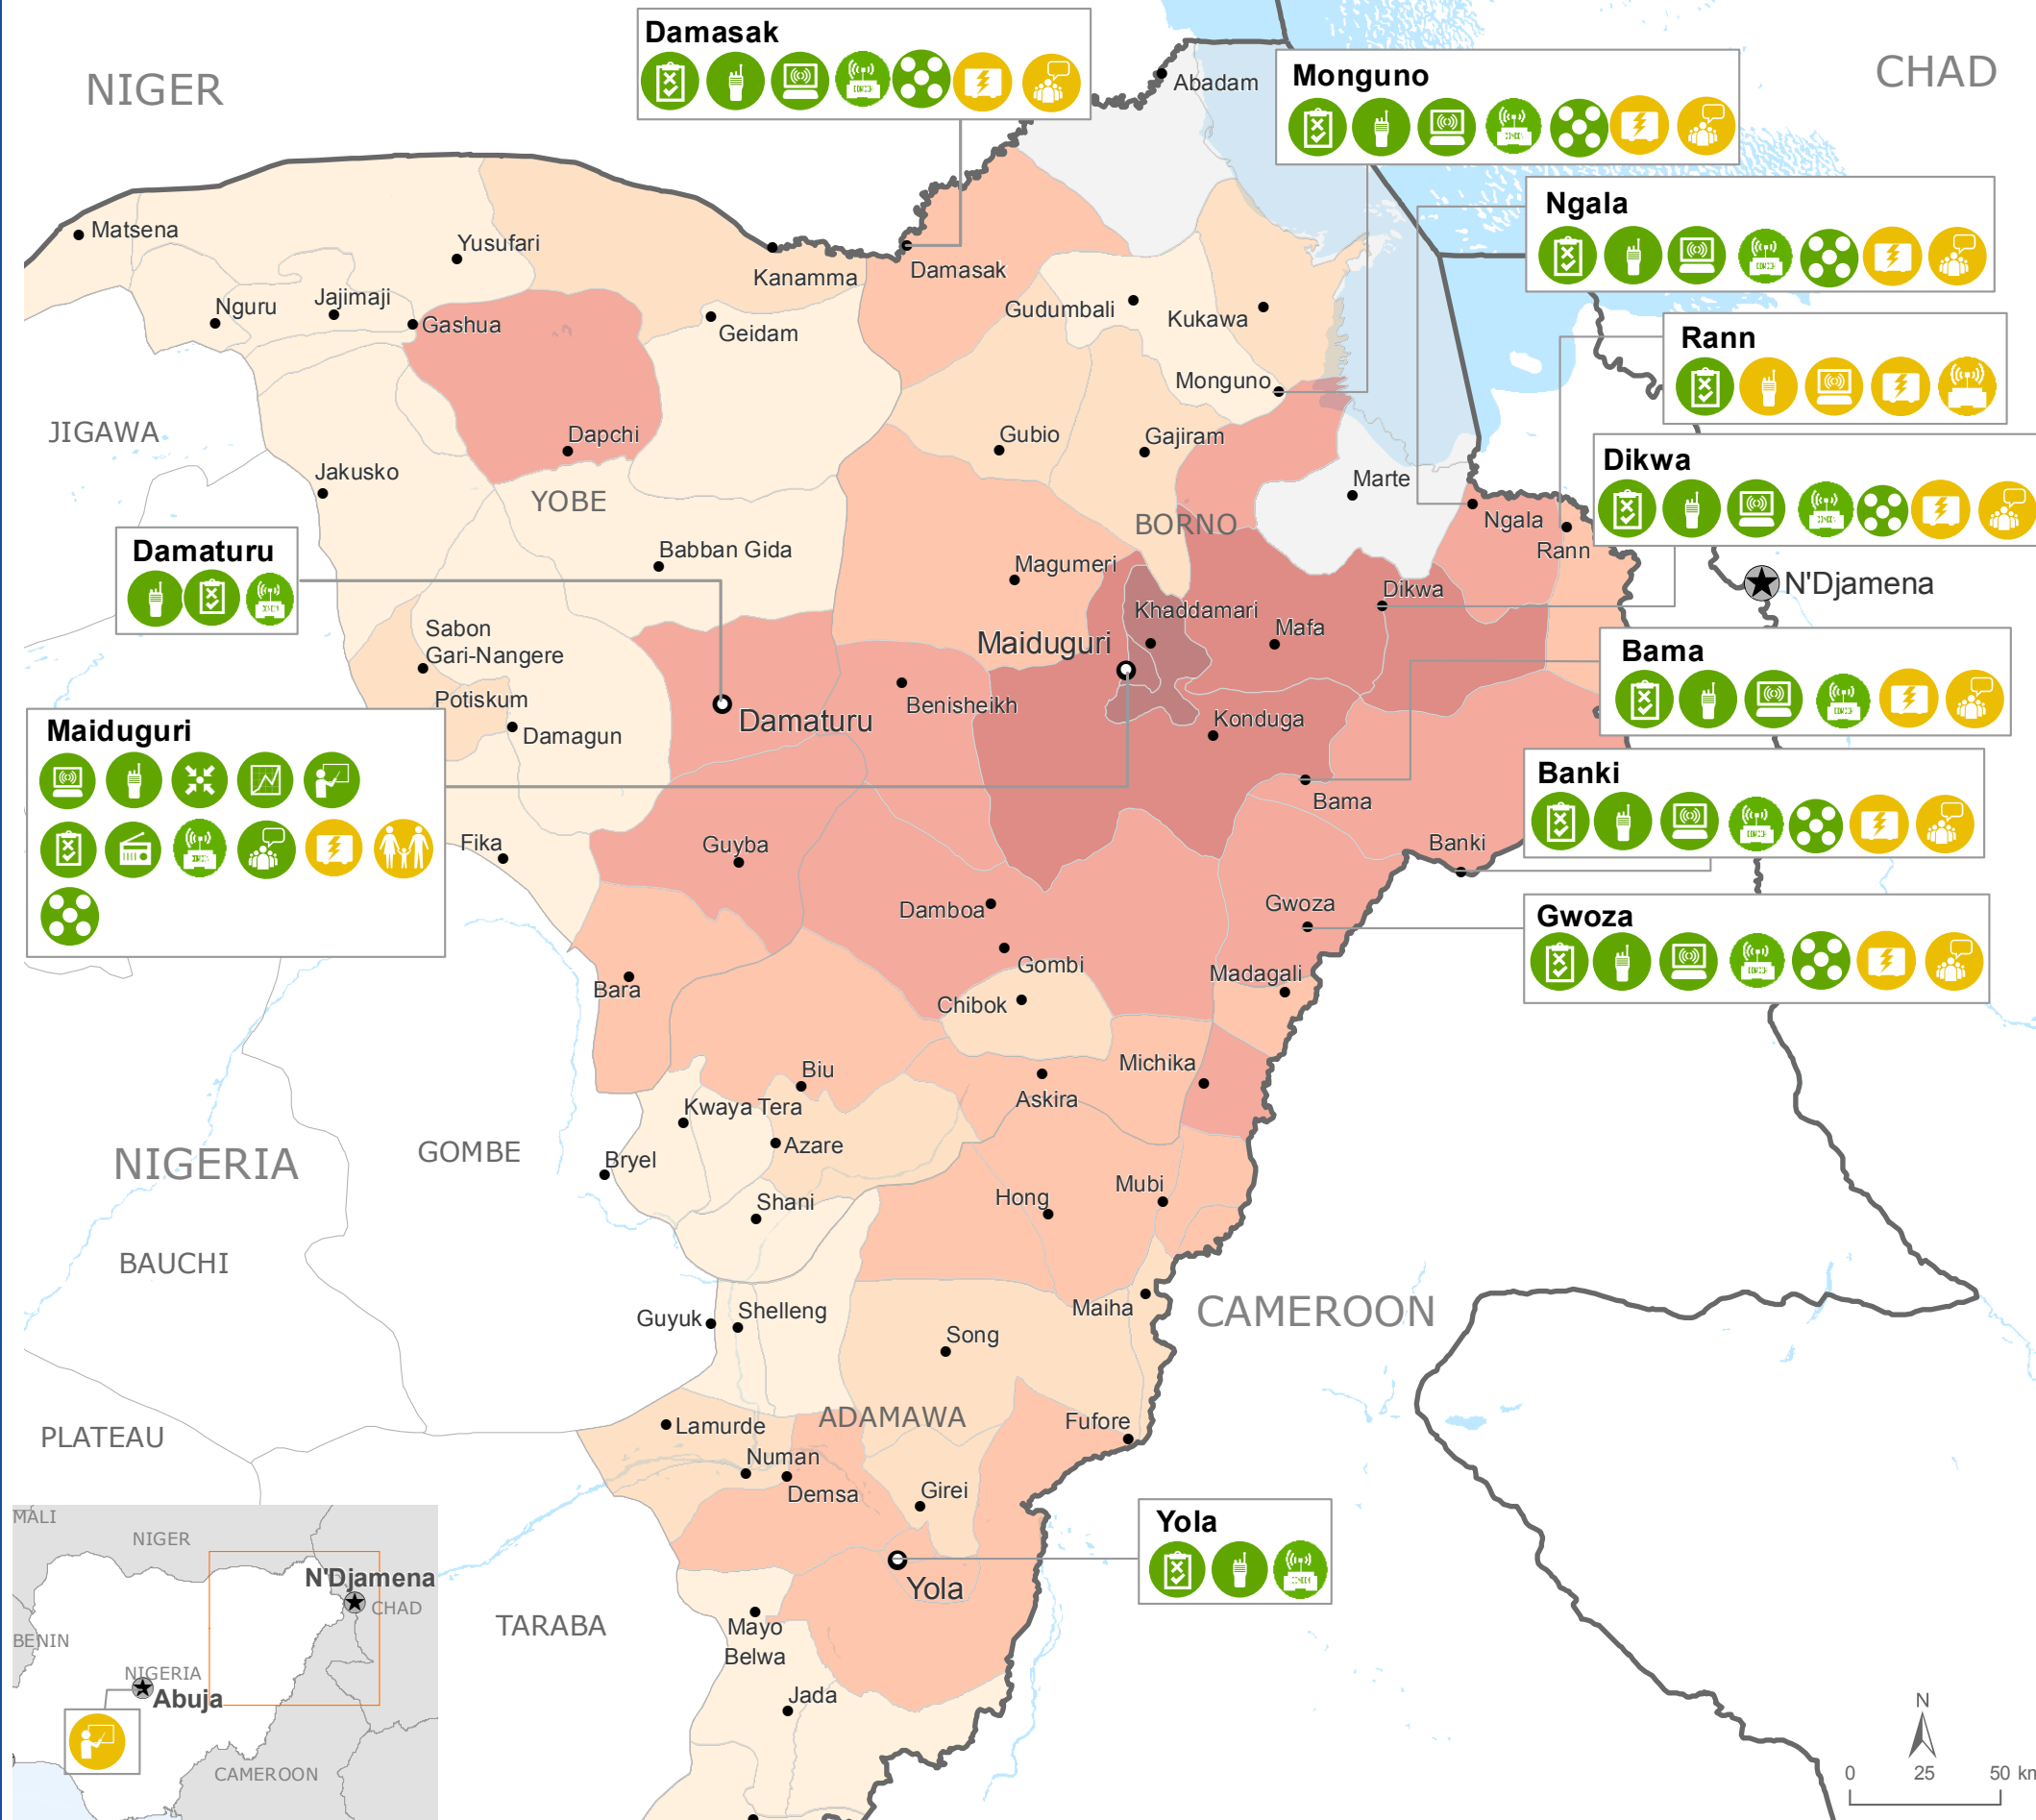 Damasak
Abadam
Monguno
CHAD
NIGER
Ngala
Matsena
Yusufari
Kanamma
Damasak
Nguru
Jajimaji
Gashua
Geidam
Gudumbali
Kukawa
Rann
Monguno
JIGAWA
Dapchi
Gubio
Gajiram
Dikwa
Jakusko
YOBE
Marte
BORNO
Ngala
Rann
Damaturu
Babban Gida
Magumeri
Dikwa
N'Djamena
Khaddamari
Mafa
Maiduguri
Sabon
Gari-Nangere
Bama
Potiskum
Benisheikh
Damaturu
Konduga
Maiduguri
Damagun
Banki
Bama
Fika
Guyba
Banki
Damboa
Gwoza
Gwoza
Gombi
Madagali
Bara
Chibok
Michika
Biu
Askira
Kwaya Tera
NIGERIA
GOMBE
Azare
Bryel
Mubi
Hong
Shani
BAUCHI
Maiha
CAMEROON
Guyuk
Shelleng
Song
PLATEAU
Lamurde
ADAMAWA
Fufore
Numan
Demsa
Girei
MALI
NIGER
Yola
N'Djamena
CHAD
Yola
TARABA
Mayo
Belwa
BENIN
NIGERIA
Abuja
Jada
N
CAMEROON
0 25 50 km